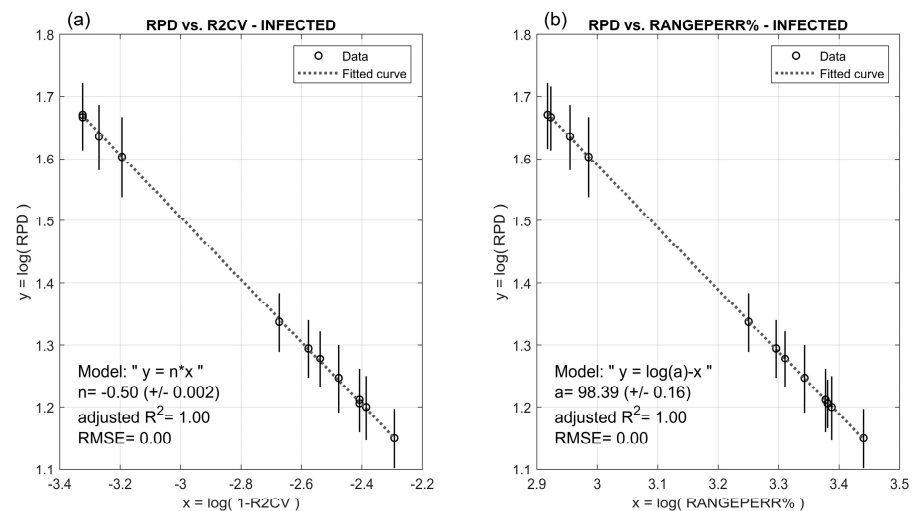 (a)
RPD vs. R2CV - INFECTED
1.8
1.7
1.6
1.5
1.4
1.3
1.2
1.1
y = log( RPD )
Data
Fitted curve
Model: " y = n*x "
n= -0.50 (+/- 0.002)
adjusted R2= 1.00
RMSE= 0.00
-3.4 -3.2 -3 -2.8 -2.6 -2.4 -2.2
x = log( 1-R2CV )
(b)
RPD vs. RANGEPERR% - INFECTED
1.8
1.7
1.6
1.5
1.4
1.3
1.2
1.1
y = log( RPD )
Data
Fitted curve
Model: " y = log(a)-x "
a= 98.39 (+/- 0.16)
adjusted R2= 1.00
RMSE= 0.00
2.9 3 3.1 3.2 3.3 3.4 3.5
x = log( RANGEPERR% )